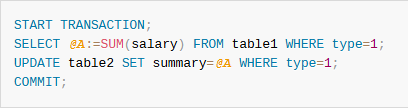 START TRANSACTION;
SELECT @A:=SUM(salary) FROM table1 WHERE type=1;
UPDATE table2 SET summary=@A WHERE type=1;
COMMIT;